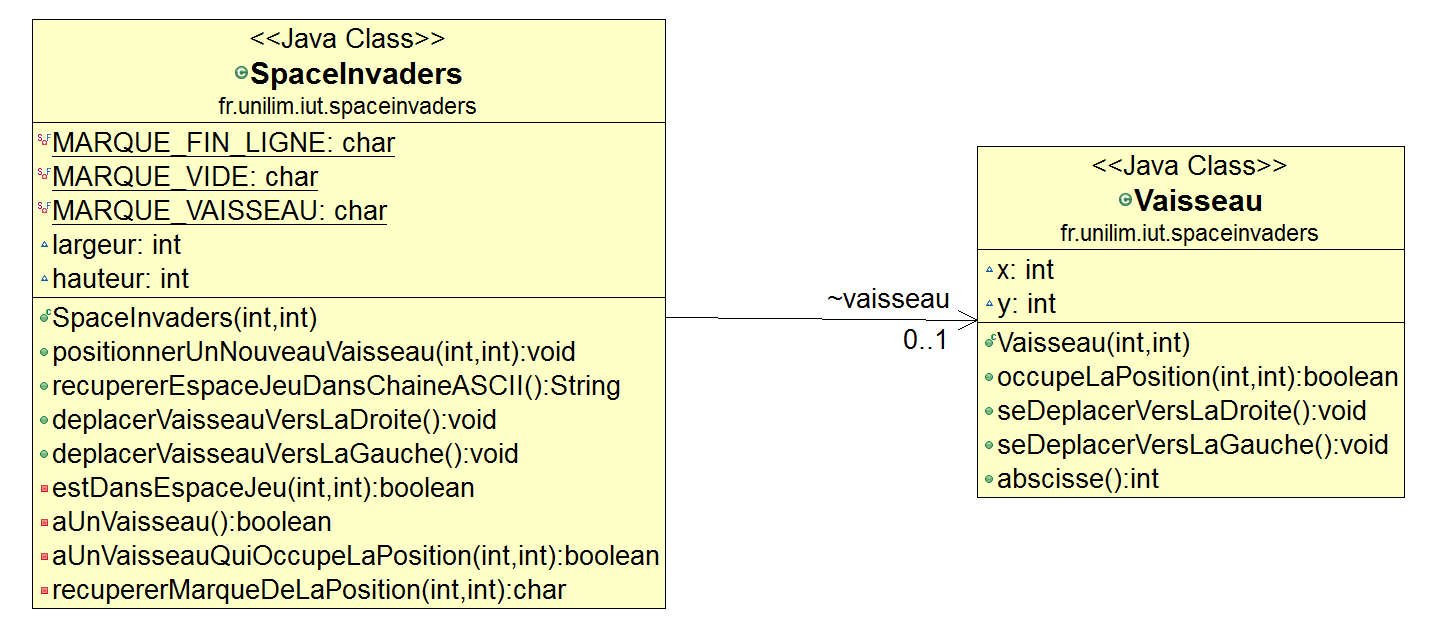 <<Java Class>>
SpaceInvaders
fr.unilim.iut.spaceinvaders
MARQUE_FIN_LIGNE: char
MARQUE_VIDE: char
MARQUE_VAISSEAU: char
largeur: int
hauteur: int
SpaceInvaders(int,int)
positionnerUnNouveauVaisseau(int,int):void
recupererEspaceJeuDansChaineASCII():String
deplacerVaisseauVersLaDroite():void
deplacerVaisseauVersLaGauche():void
estDansEspaceJeu(int,int):boolean
aUnVaisseau():boolean
aUnVaisseauQuiOccupeLaPosition(int,int):boolean
recupererMarqueDeLaPosition(int,int):char
~vaisseau
0..1
<<Java Class>>
Vaisseau
fr.unilim.iut.spaceinvaders
x: int
y: int
Vaisseau(int,int)
occupeLaPosition(int,int):boolean
seDeplacerVersLaDroite():void
seDeplacerVersLaGauche():void
abscisse():int